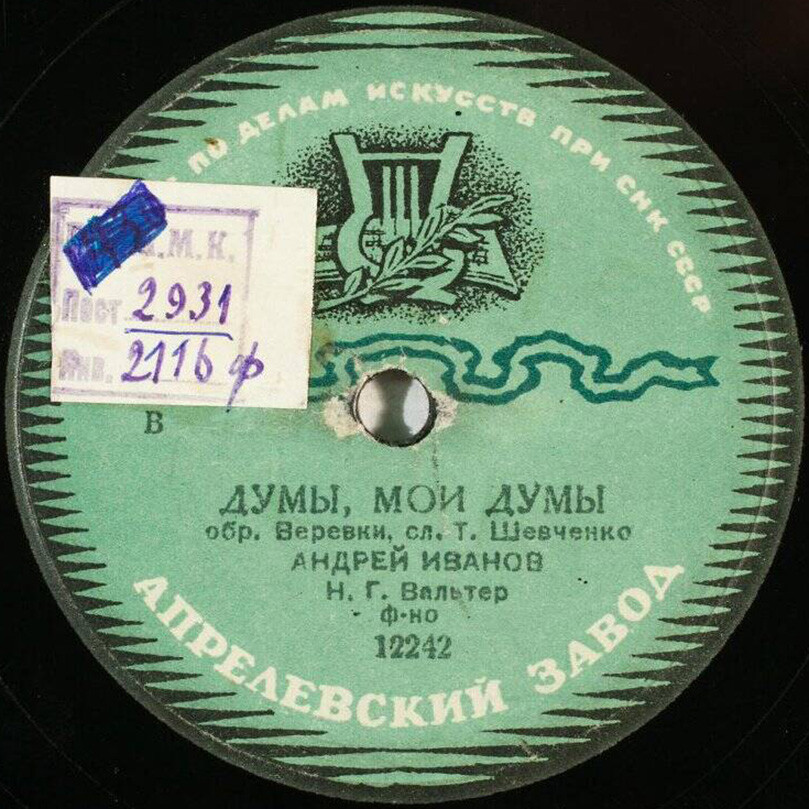 ПО ДЕЛАМ ИСКУССТВ ПРИ СНК СССР
М.К.
Пост 2931
Инв. 2116 ф
В
ДУМЫ, МОИ ДУМЫ
обр. Веревки, сл. Т. Шевченко
АНДРЕЙ ИВАНОВ
Н. Г. Вальтер
ф-но
12242
АПРЕЛЕВСКИЙ ЗАВОД